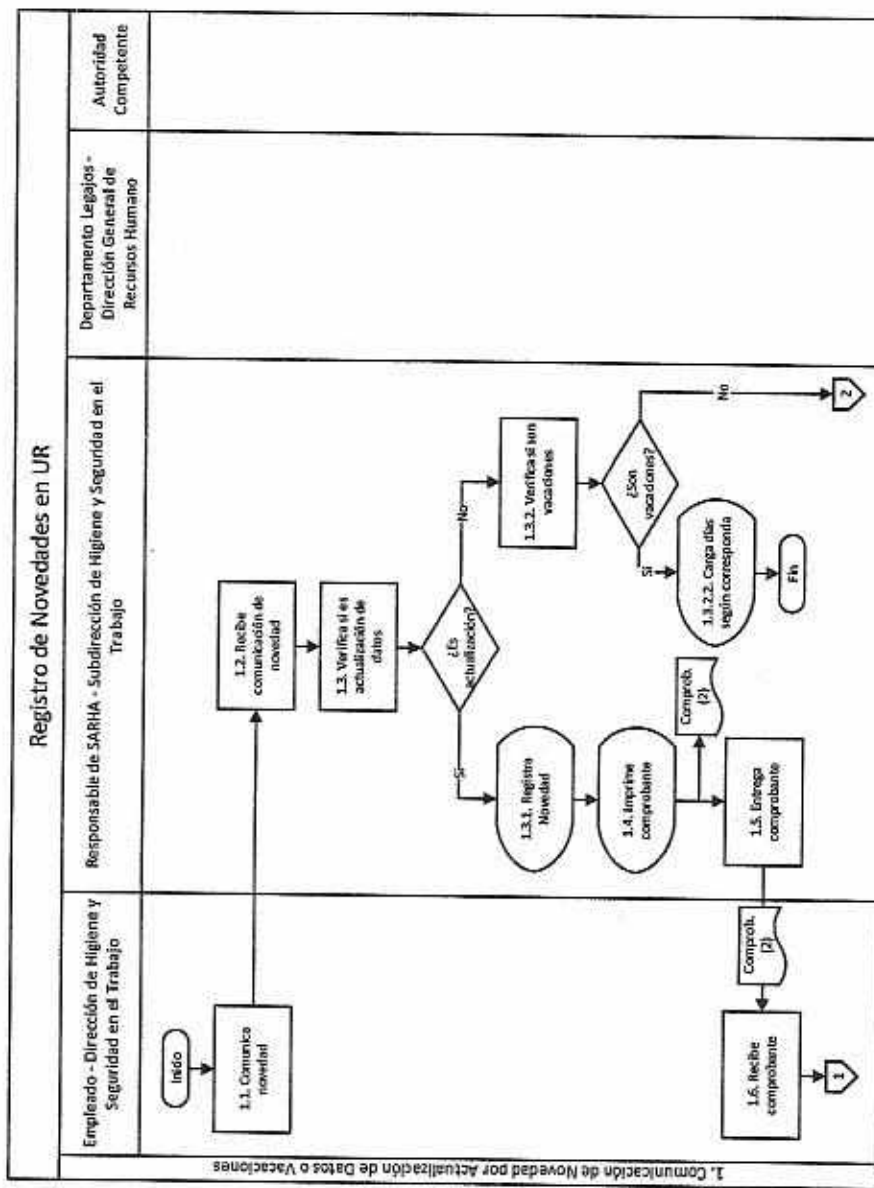 Registro de Novedades en UR
Empleado - Dirección de Higiene y
Seguridad en el Trabajo
Responsable de SARHA - Subdirección de Higiene y Seguridad en el
Trabajo
Departamento Legajos -
Dirección General de
Recursos Humano
Autoridad
Competente
1. Comunicación de Novedad por Actualización de Datos o Vacaciones
Inicio
1.1. Comunica
novedad
1.2. Recibe
comunicación de
novedad
1.3. Verifica si es
actualización de
datos
¿Es
actualización?
Si
No
1.3.1. Registra
Novedad
1.3.2. Verifica si son
vacaciones
1.4. Imprime
comprobante
¿Son
vacaciones?
Si
No
Comprob.
(2)
1.3.2.2. Carga días
según corresponda
1.5. Entrega
comprobante
Fin
2
Comprob.
(2)
1.6. Recibe
comprobante
1